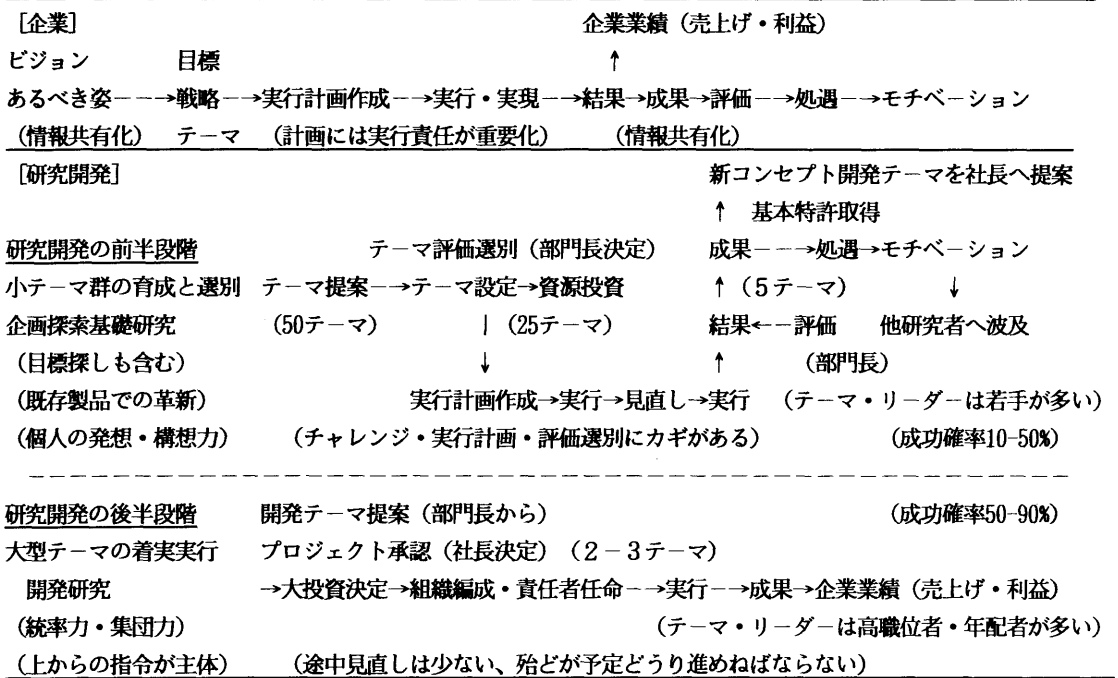 [企業] 企業業績（売上げ・利益）
ビジョン 目標 ↑
あるべき姿－－→戦略－→実行計画作成－→実行・実現－→結果→成果→評価－→処遇－→モチベーション
（情報共有化） テーマ （計画には実行責任が重要化） （情報共有化）
[研究開発] 新コンセプト開発テーマを社長へ提案
↑ 基本特許取得
研究開発の前半段階 テーマ評価選別（部門長決定） 成果－－→処遇→モチベーション
小テーマ群の育成と選別 テーマ提案－→テーマ設定→資源投資 ↑（5テーマ） ↓
企画探索基礎研究 （50テーマ） ｜（25テーマ） 結果←－評価 他研究者へ波及
（目標探しも含む） ↓ ↑ （部門長）
（既存製品での革新） 実行計画作成→実行→見直し→実行 （テーマ・リーダーは若手が多い）
（個人の発想・構想力） （チャレンジ・実行計画・評価選別にカギがある） （成功確率10-50%）
研究開発の後半段階 開発テーマ提案（部門長から） （成功確率50-90%）
大型テーマの着実実行 プロジェクト承認（社長決定）（2－3テーマ）
開発研究 →大投資決定→組織編成・責任者任命－→実行－→成果→企業業績（売上げ・利益）
（統率力・集団力） （テーマ・リーダーは高職位者・年配者が多い）
（上からの指令が主体） （途中見直しは少ない、殆どが予定どうり進めねばならない）